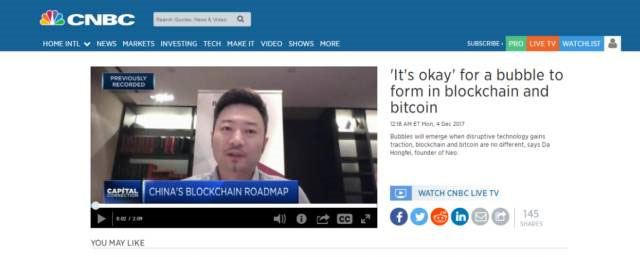 CNBC
Search Quotes, News & Video
HOME INTL NEWS MARKETS INVESTING TECH MAKE IT VIDEO SHOWS MORE
SUBSCRIBE PRO LIVE TV WATCHLIST
PREVIOUSLY
RECORDED
CAPITAL
CONNECTION
CHINA'S BLOCKCHAIN ROADMAP
0:02 / 2:09
CC
'It's okay' for a bubble to
form in blockchain and
bitcoin
12:18 AM ET Mon, 4 Dec 2017
Bubbles will emerge when disruptive technology gains
traction, blockchain and bitcoin are no different, says Da
Hongfei, founder of Neo.
WATCH CNBC LIVE TV
145
SHARES
YOU MAY LIKE